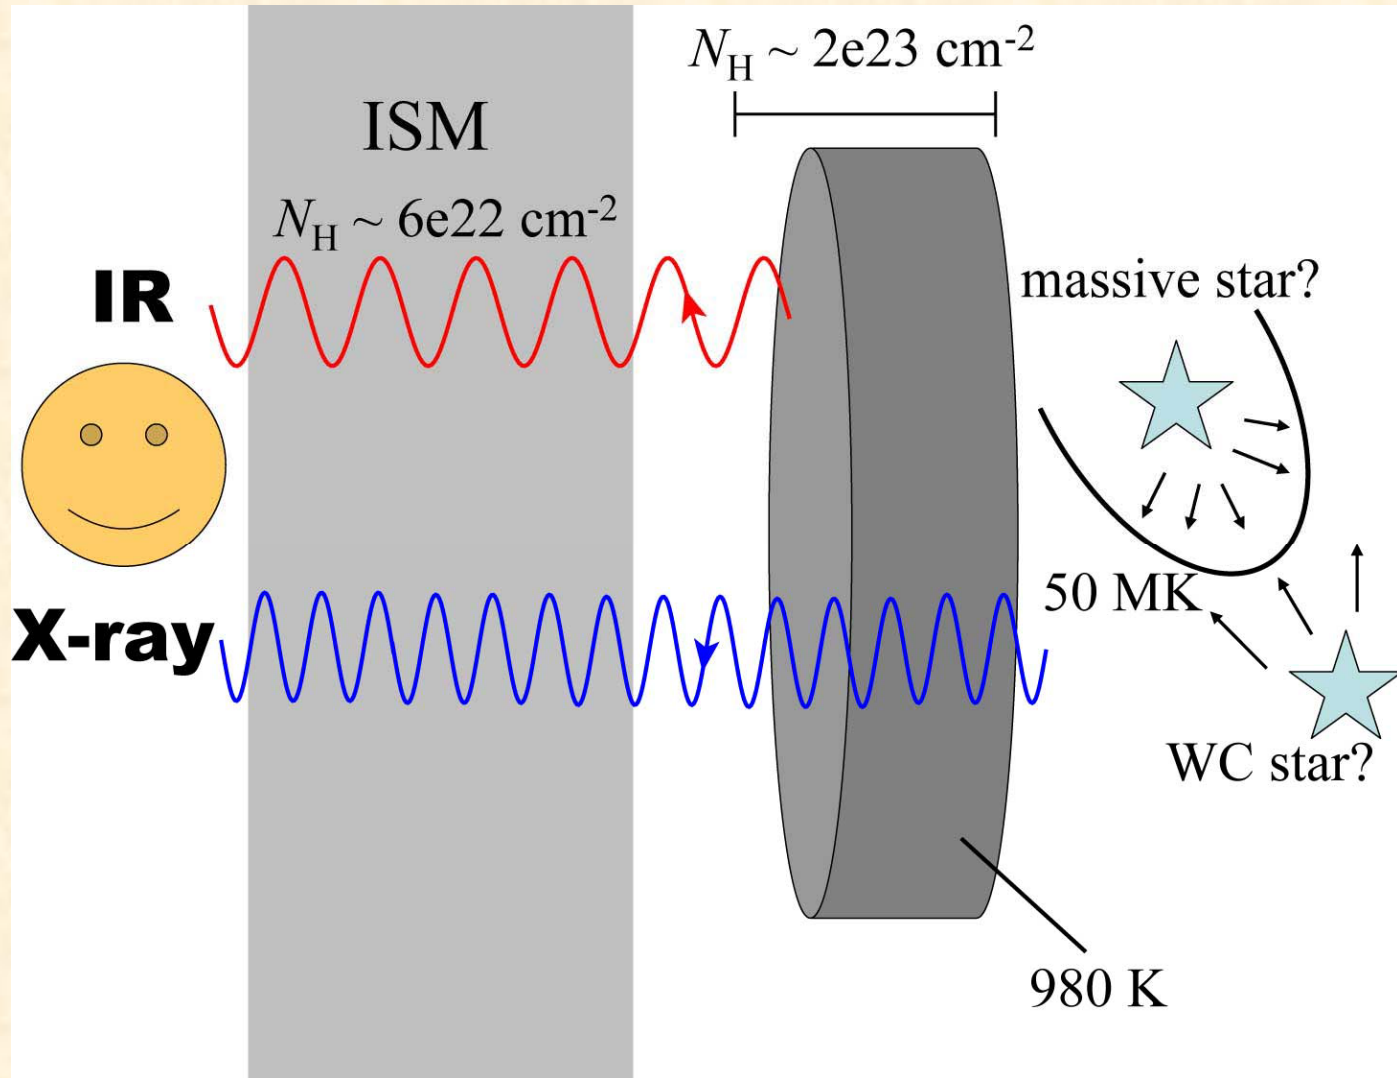 N_H ~ 2e23 cm⁻²
ISM
N_H ~ 6e22 cm⁻²
IR
massive star?
50 MK
X-ray
WC star?
980 K